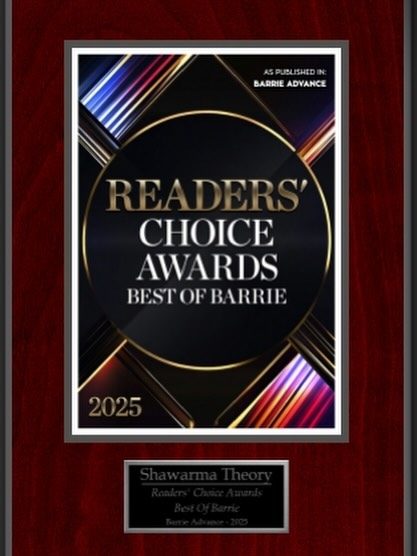 AS PUBLISHED IN:
BARRIE ADVANCE
READERS'
CHOICE
AWARDS
BEST OF BARRIE
2025
Shawarma Theory
Readers' Choice Awards
Best Of Barrie
Barrie Advance - 2025